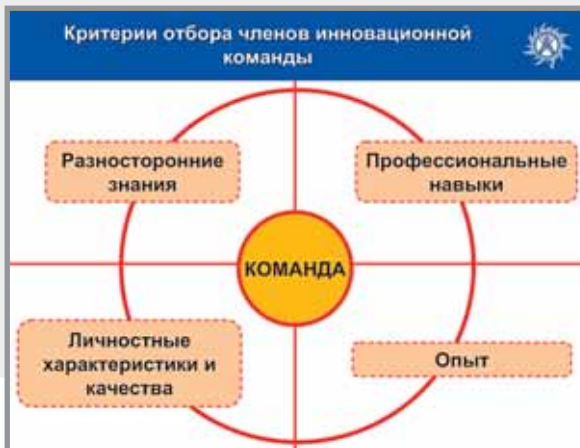 Критерии отбора членов инновационной
команды
Разносторонние
знания
Профессиональные
навыки
КОМАНДА
Личностные
характеристики и
качества
Опыт